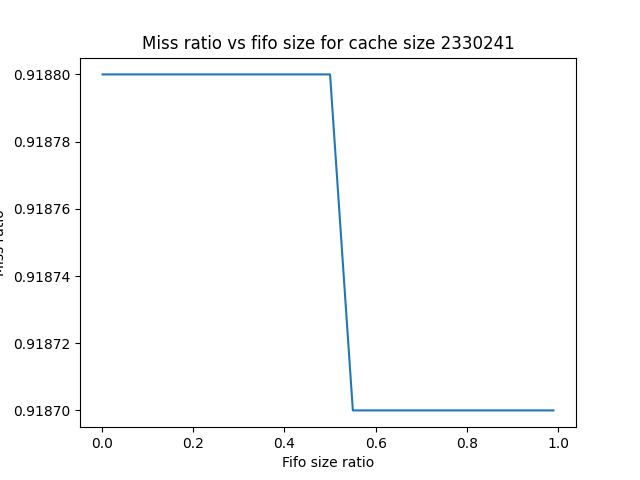 Miss ratio vs fifo size for cache size 2330241
0.91880
0.91878
0.91876
0.91874
0.91872
0.91870
Miss ratio
0.0 0.2 0.4 0.6 0.8 1.0
Fifo size ratio